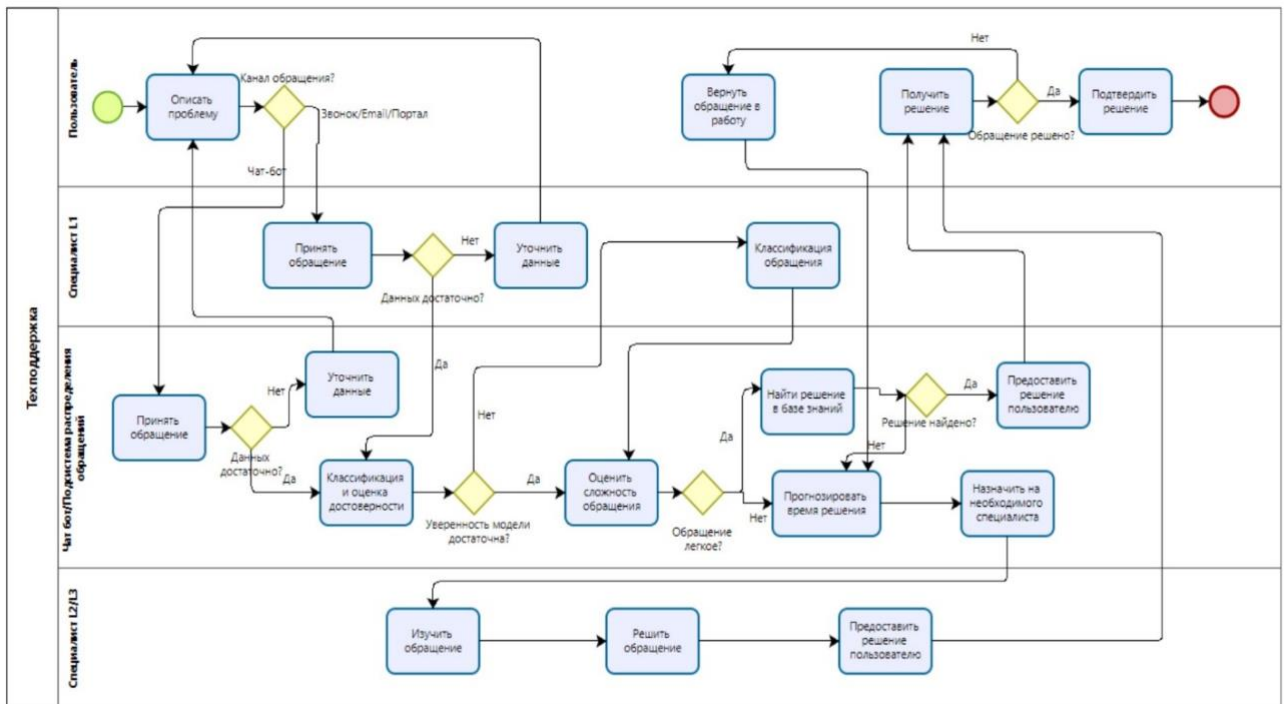 Техподдержка
Пользователь
Описать
проблему
Канал обращения?
Звонок/Email/Портал
Чат-бот
Вернуть
обращение в
работу
Нет
Получить
решение
Обращение решено?
Да
Подтвердить
решение
Специалист L1
Принять
обращение
Данных достаточно?
Нет
Да
Уточнить
данные
Классификация
обращения
Чат бот/Подсистема распределения
обращений
Принять
обращение
Данных
достаточно?
Нет
Да
Уточнить
данные
Классификация
и оценка
достоверности
Уверенность модели
достаточна?
Нет
Да
Оценить
сложность
обращения
Обращение
легкое?
Да
Нет
Найти решение
в базе знаний
Решение найдено?
Да
Нет
Предоставить
решение
пользователю
Прогнозировать
время решения
Назначить на
необходимого
специалиста
Специалист L2/L3
Изучить
обращение
Решить
обращение
Предоставить
решение
пользователю